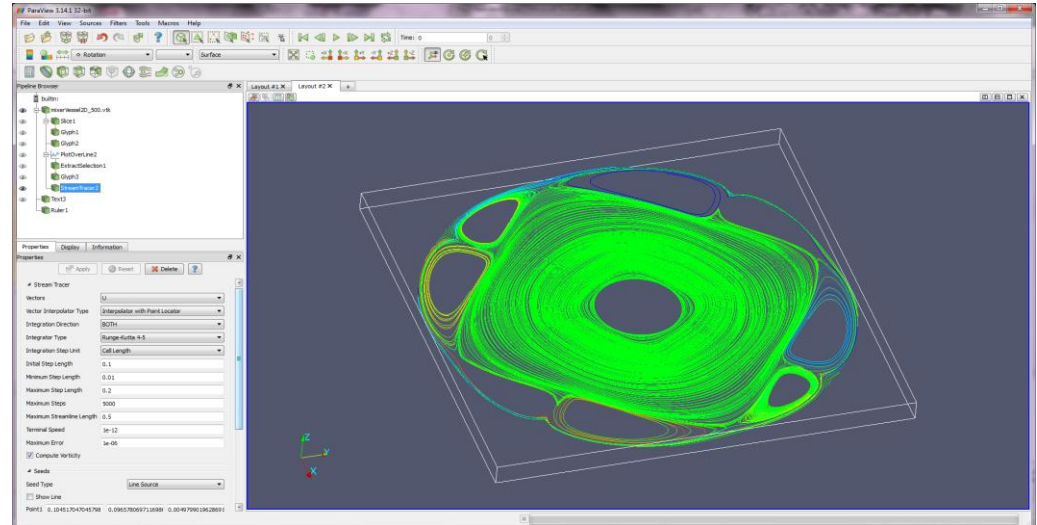 ParaView 3.14.1 32-bit
File Edit View Sources Filters Tools Macros Help
Time: 0 0
Rotation Surface
Pipeline Browser
Layout #1 Layout #2
builtin:
mixerVessel2D_500.vtk
Slice1
Glyph1
Glyph2
PlotOverLine2
ExtractSelection1
Glyph3
StreamTracer2
Text3
Ruler1
Properties Display Information
Properties
Apply Reset Delete ?
Stream Tracer
Vectors U
Vector Interpolator Type Interpolator with Point Locator
Integration Direction BOTH
Integrator Type Runge-Kutta 4-5
Integration Step Unit Cell Length
Initial Step Length 0.1
Minimum Step Length 0.01
Maximum Step Length 0.2
Maximum Steps 5000
Maximum Streamline Length 0.5
Terminal Speed 1e-12
Maximum Error 1e-06
Compute Vorticity
Seeds
Seed Type Line Source
Show Line
Point1
Z
Y
X